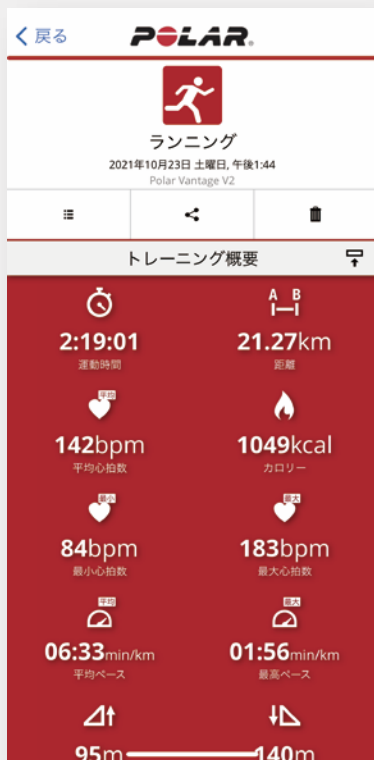 戻る
POLAR
ランニング
2021年10月23日 土曜日, 午後1:44
Polar Vantage V2
トレーニング概要
A B
2:19:01 21.27km
運動時間 距離
平均
142bpm 1049kcal
平均心拍数 カロリー
最小 最大
84bpm 183bpm
最小心拍数 最大心拍数
平均 最大
06:33min/km 01:56min/km
平均ペース 最高ペース
95m 140m